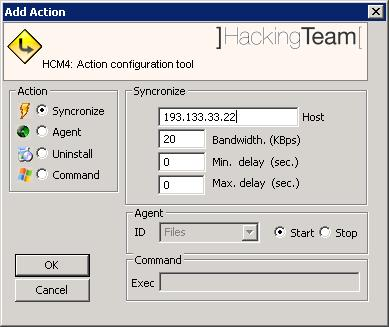 Add Action
]HackingTeam[
HCM4: Action configuration tool
Action
Syncronize
Agent
Uninstall
Command
Syncronize
193.133.33.22 Host
20 Bandwidth. (KBps)
0 Min. delay (sec.)
0 Max. delay (sec.)
Agent
ID Files Start Stop
Command
Exec
OK
Cancel